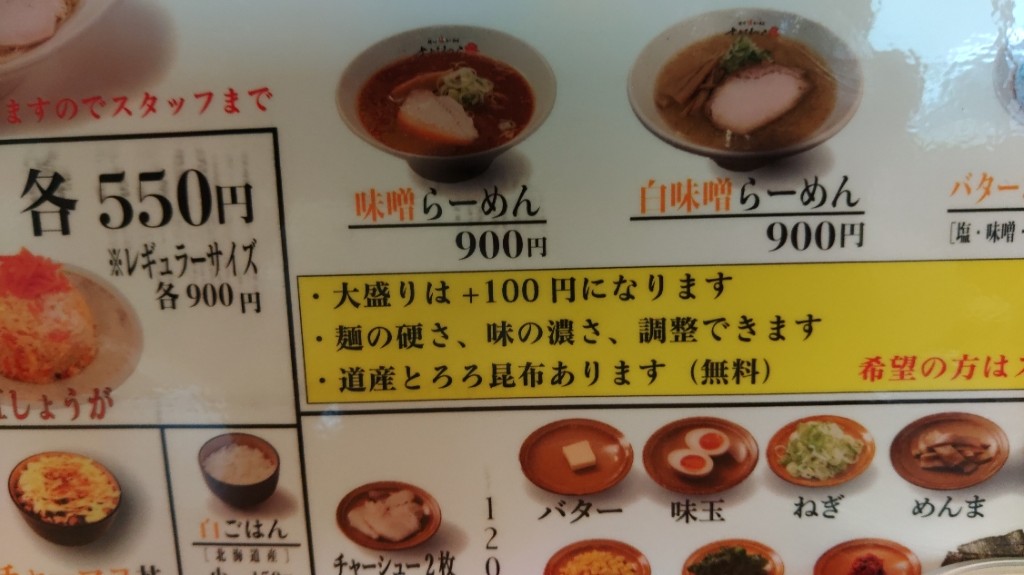 ますのでスタッフまで
各 550円
※レギュラーサイズ
各 900 円
しょうが
味噌らーめん
900円
白味噌らーめん
900円
バター
[塩・味噌・
・大盛りは +100 円になります
・麺の硬さ、味の濃さ、調整できます
・道産とろろ昆布あります (無料)
希望の方は
白ごはん
[北海道産]
チャーシュー2枚
120
バター
味玉
ねぎ
めんま